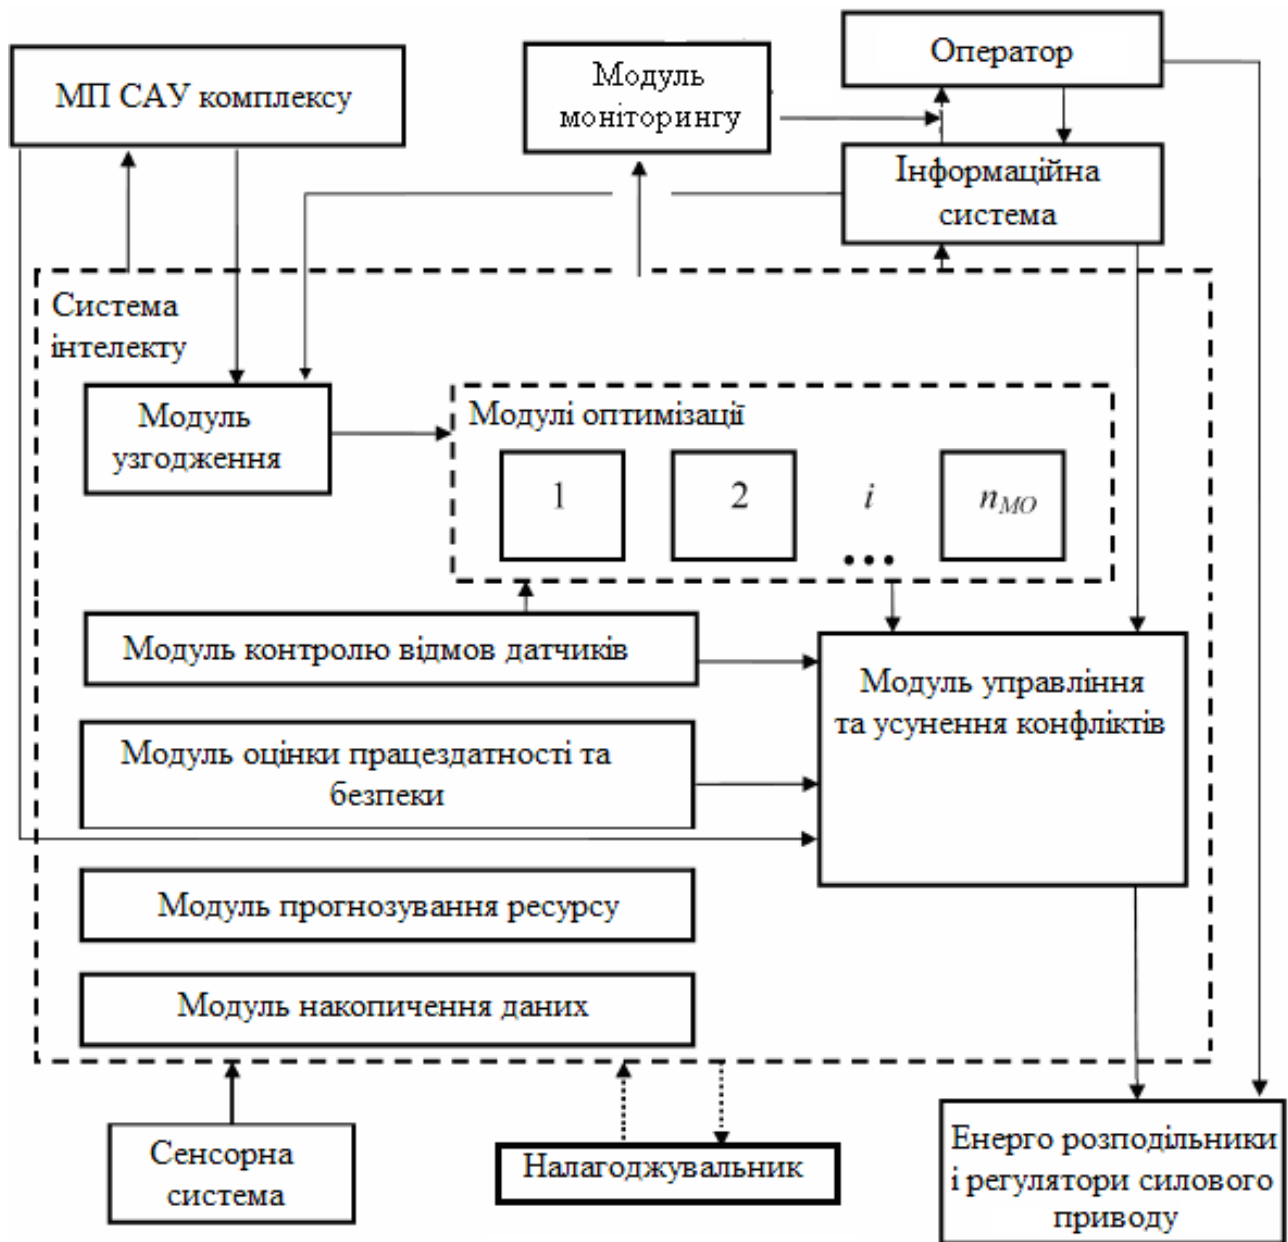 МП САУ комплексу
Модуль
моніторингу
Оператор
Інформаційна
система
Система
інтелекту
Модуль
узгодження
Модулі оптимізації
1
2
i
...
nМО
Модуль контролю відмов датчиків
Модуль управління
та усунення конфліктів
Модуль оцінки працездатності та
безпеки
Модуль прогнозування ресурсу
Модуль накопичення даних
Сенсорна
система
Налагоджувальник
Енерго розподільники
і регулятори силового
приводу